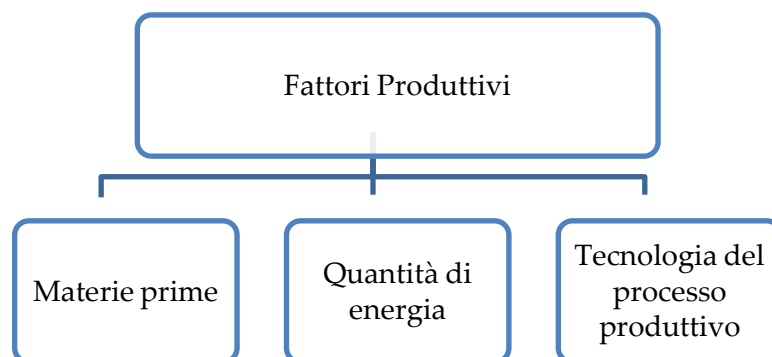 Fattori Produttivi
Materie prime
Quantità di
energia
Tecnologia del
processo
produttivo